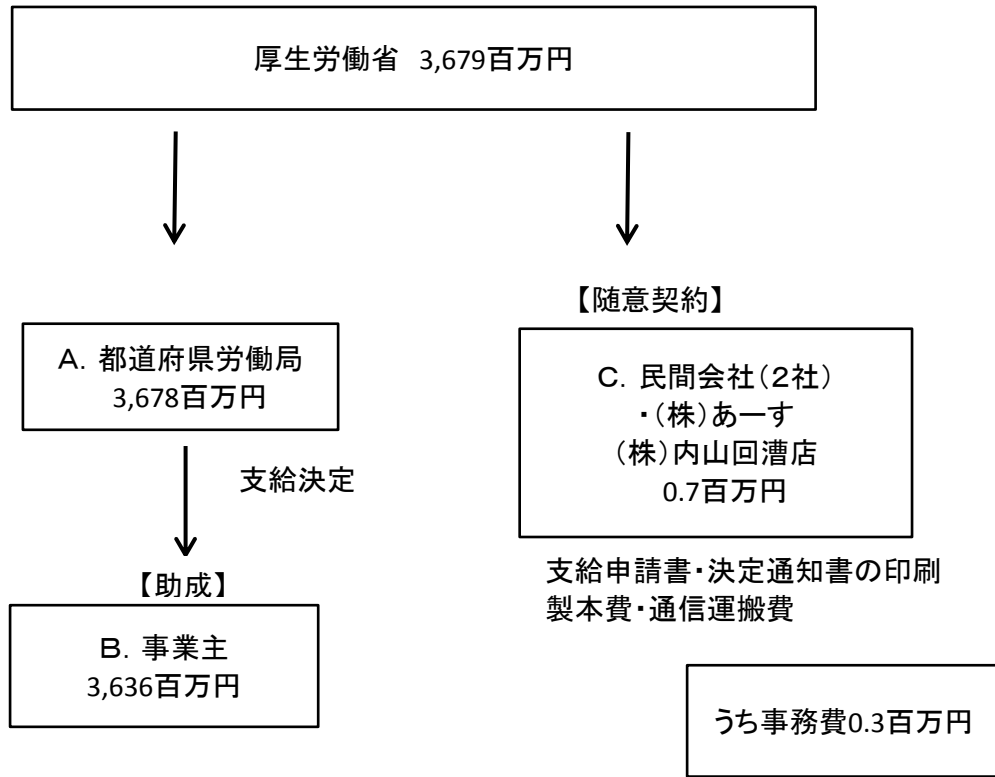 厚生労働省 3,679百万円
A. 都道府県労働局
3,678百万円
支給決定
【助成】
B. 事業主
3,636百万円
【随意契約】
C. 民間会社(2社)
・(株)あーす
(株)内山回漕店
0.7百万円
支給申請書・決定通知書の印刷
製本費・通信運搬費
うち事務費0.3百万円